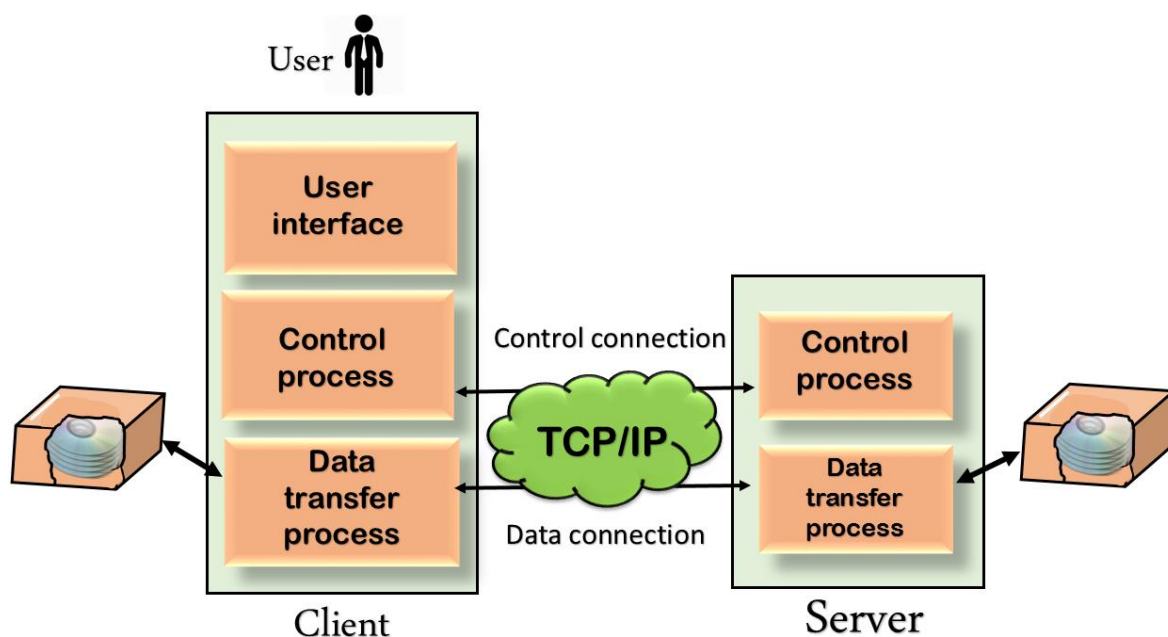 User
User
interface
Control
process
Data
transfer
process
Client
Control connection
TCP/IP
Data connection
Control
process
Data
transfer
process
Server